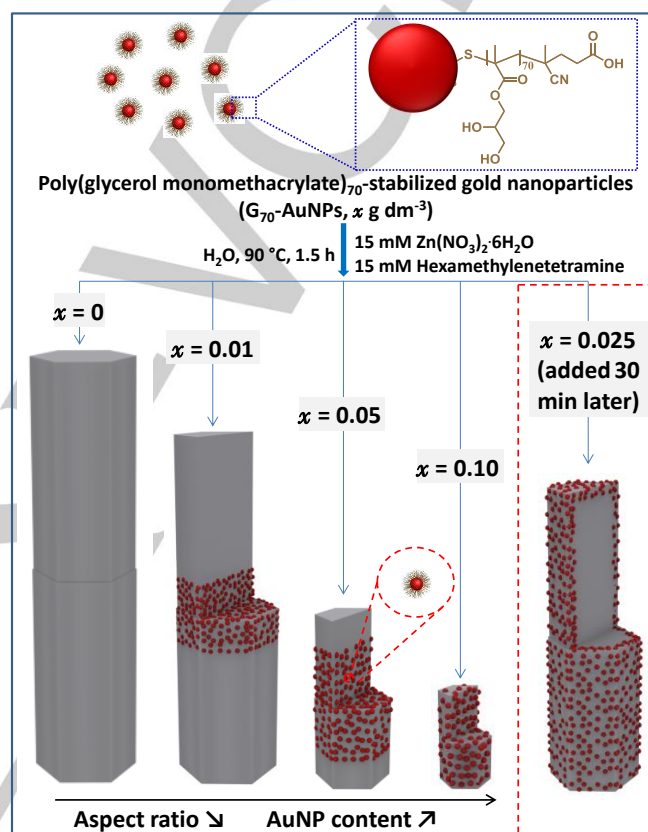 S
70
O
OH
CN
O
O
HO
HO
Poly(glycerol monomethacrylate)₇₀-stabilized gold nanoparticles
(G₇₀-AuNPs, x g dm⁻³)
H₂O, 90 °C, 1.5 h
15 mM Zn(NO₃)₂·6H₂O
15 mM Hexamethylenetetramine
x = 0
x = 0.01
x = 0.05
x = 0.10
x = 0.025
(added 30
min later)
Aspect ratio ↘ AuNP content ↗